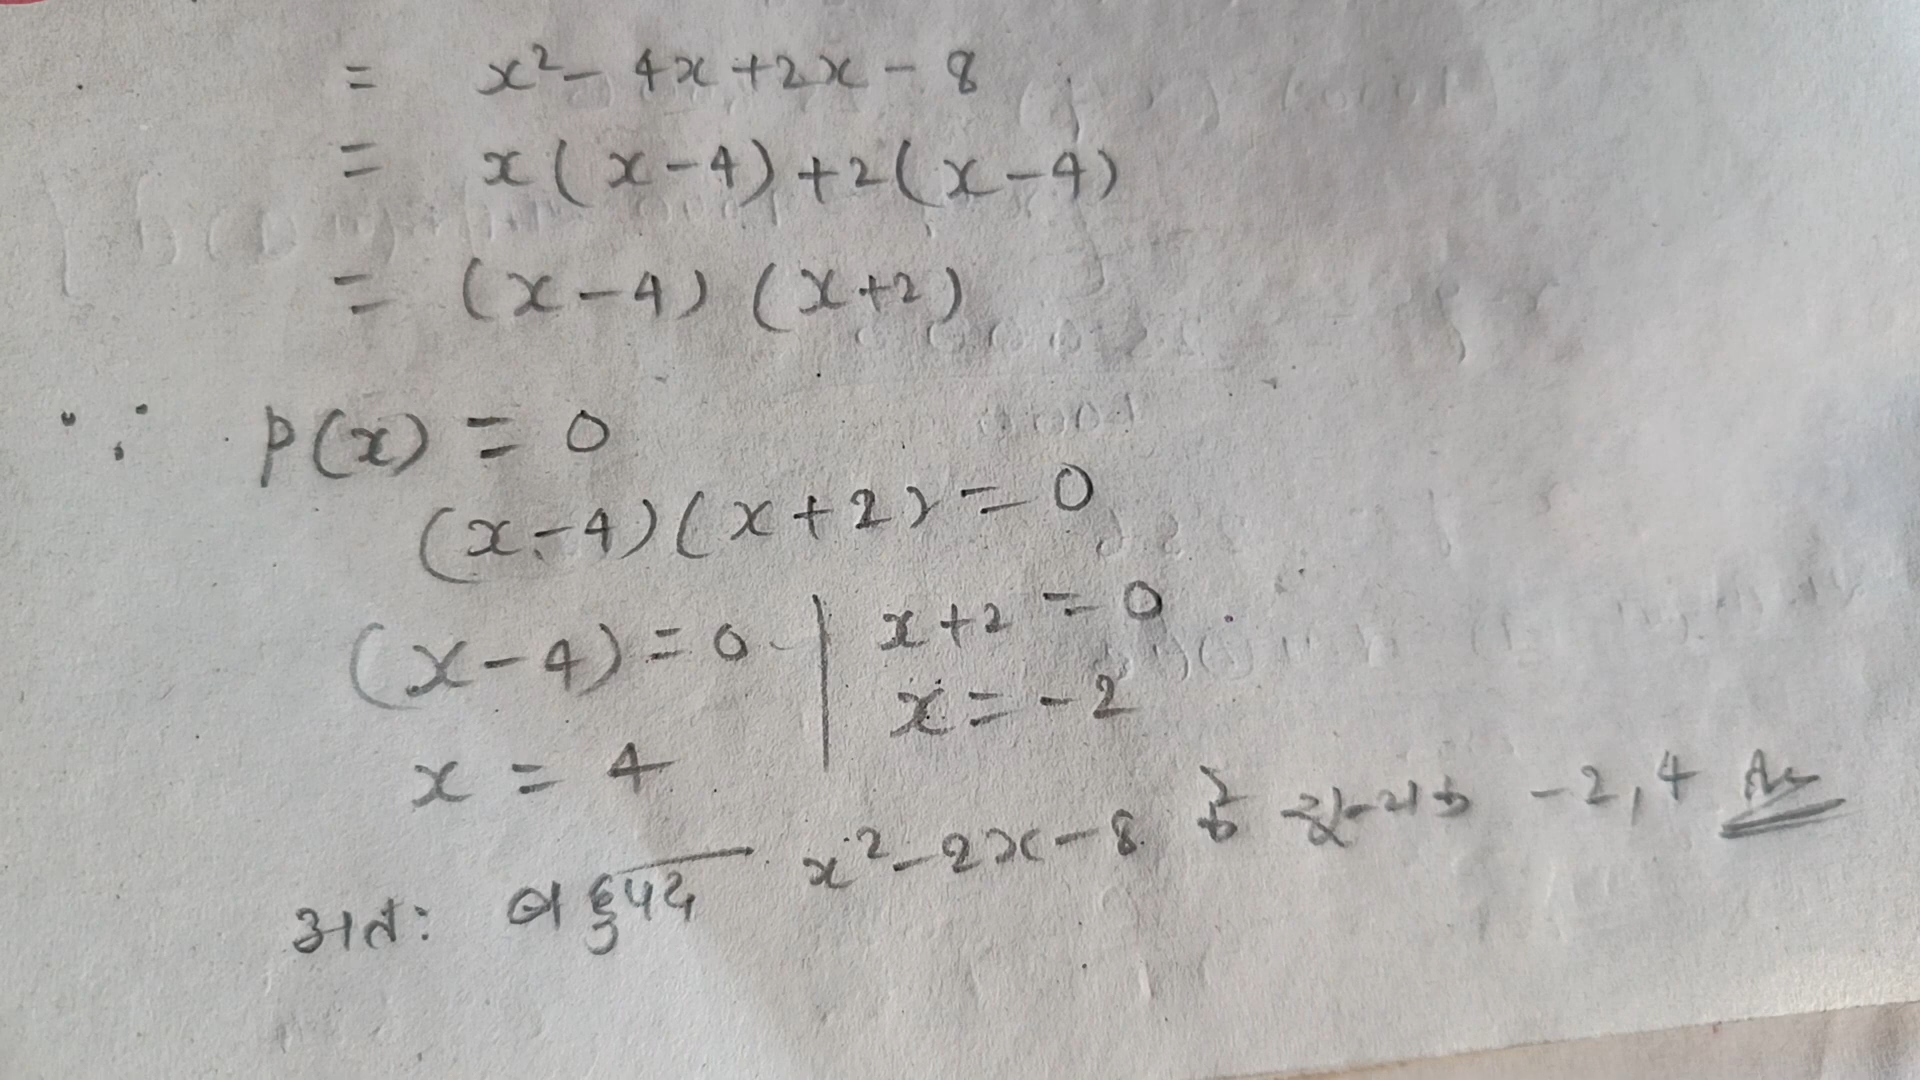 = x² - 4x + 2x - 8
= x(x-4) + 2(x-4)
= (x-4) (x+2)
∵ P(x) = 0
(x-4)(x+2) = 0
(x-4) = 0 | x+2 = 0
x = 4 | x = -2
अतः बहुपद x² - 2x - 8 के शून्यक -2, 4 Ans